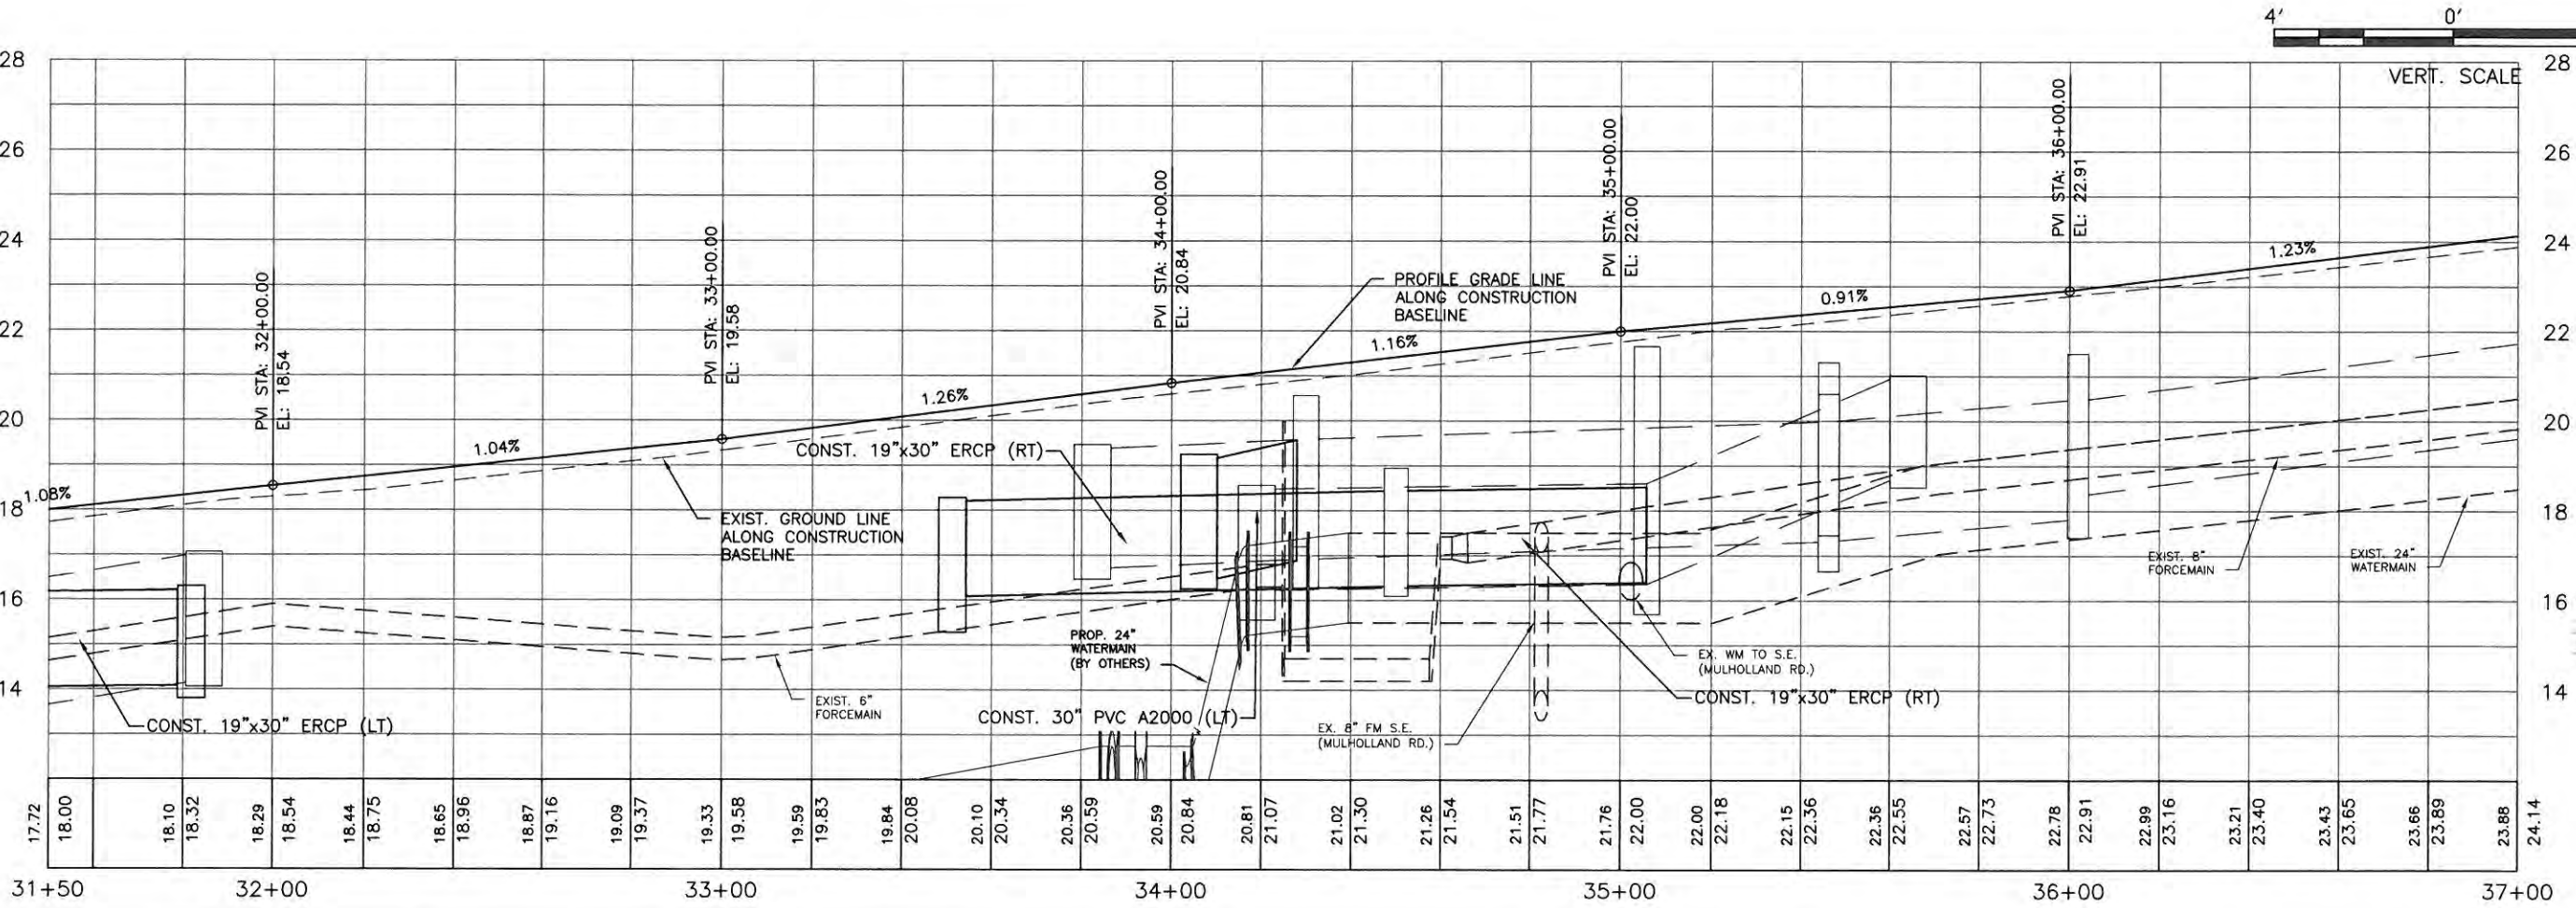 4' 0'
VERT. SCALE
28 28
26 26
24 24
22 22
20 20
18 18
16 16
14 14
PVI STA: 32+00.00
EL: 18.54
PVI STA: 33+00.00
EL: 19.58
PVI STA: 34+00.00
EL: 20.84
PVI STA: 35+00.00
EL: 22.00
PVI STA: 36+00.00
EL: 22.91
1.08%
1.04%
1.26%
1.16%
0.91%
1.23%
PROFILE GRADE LINE
ALONG CONSTRUCTION
BASELINE
CONST. 19"x30" ERCP (RT)
EXIST. GROUND LINE
ALONG CONSTRUCTION
BASELINE
EXIST. 8"
FORCEMAIN
EXIST. 24"
WATERMAIN
PROP. 24"
WATERMAIN
(BY OTHERS)
EX. WM TO S.E.
(MULHOLLAND RD.)
EXIST. 6"
FORCEMAIN
CONST. 19"x30" ERCP (RT)
CONST. 30" PVC A2000 (LT)
CONST. 19"x30" ERCP (LT)
EX. 8" FM S.E.
(MULHOLLAND RD.)
17.72 18.00
18.10 18.32
18.29 18.54
18.44 18.75
18.65 18.96
18.87 19.16
19.09 19.37
19.33 19.58
19.59 19.83
19.84 20.08
20.10 20.34
20.36 20.59
20.59 20.84
20.81 21.07
21.02 21.30
21.26 21.54
21.51 21.77
21.76 22.00
22.00 22.18
22.15 22.36
22.36 22.55
22.57 22.73
22.78 22.91
22.99 23.16
23.21 23.40
23.43 23.65
23.66 23.89
23.88 24.14
31+50 32+00 33+00 34+00 35+00 36+00 37+00